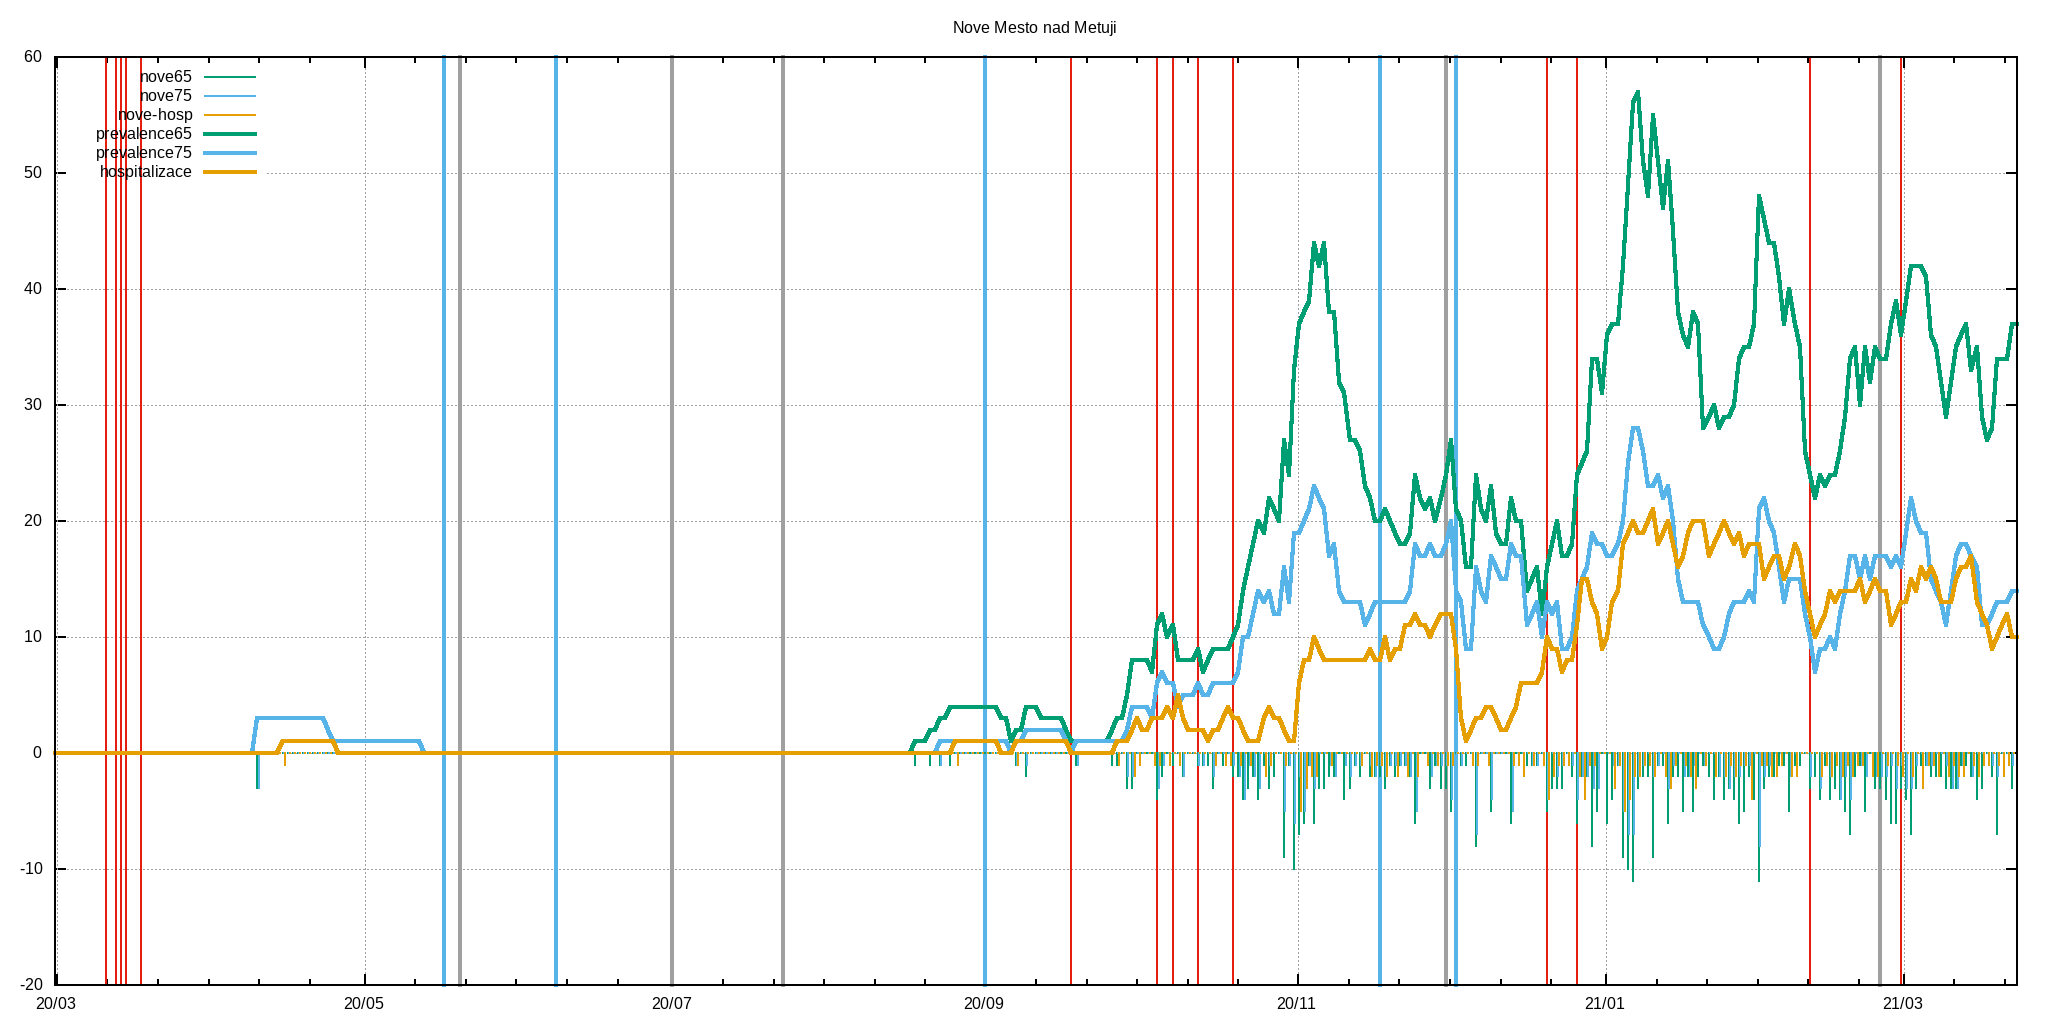 Nove Mesto nad Metuji
60
50
40
30
20
10
0
-10
-20
nove65
nove75
nove-hosp
prevalence65
prevalence75
hospitalizace
20/03 20/05 20/07 20/09 20/11 21/01 21/03